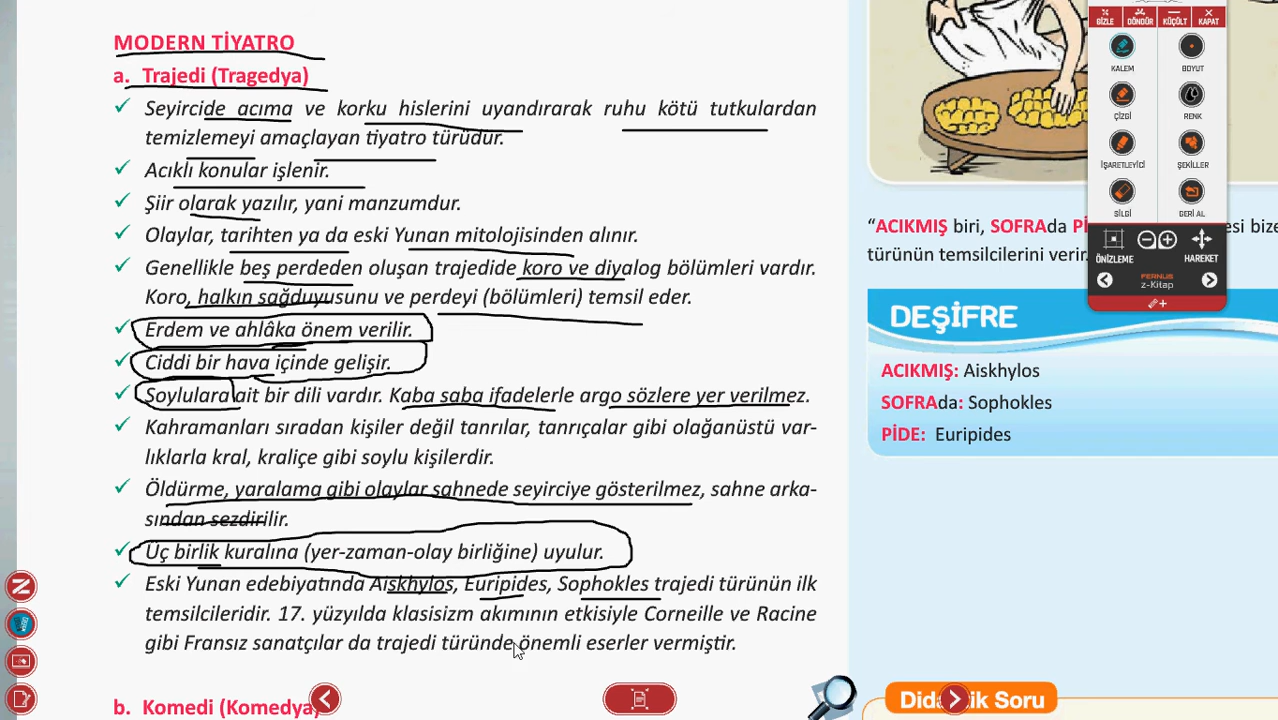 MODERN TİYATRO
a. Trajedi (Tragedya)
✓ Seyircide acıma ve korku hislerini uyandırarak ruhu kötü tutkulardan
temizlemeyi amaçlayan tiyatro türüdür.
✓ Acıklı konular işlenir.
✓ Şiir olarak yazılır, yani manzumdur.
✓ Olaylar, tarihten ya da eski Yunan mitolojisinden alınır.
✓ Genellikle beş perdeden oluşan trajedide koro ve diyalog bölümleri vardır.
Koro, halkın sağduyusunu ve perdeyi (bölümleri) temsil eder.
✓ Erdem ve ahlâka önem verilir.
✓ Ciddi bir hava içinde gelişir.
✓ Soylulara ait bir dili vardır. Kaba saba ifadelerle argo sözlere yer verilmez.
✓ Kahramanları sıradan kişiler değil tanrılar, tanrıçalar gibi olağanüstü var-
lıklarla kral, kraliçe gibi soylu kişilerdir.
✓ Öldürme, yaralama gibi olaylar sahnede seyirciye gösterilmez, sahne arka-
sından sezdirilir.
✓ Üç birlik kuralına (yer-zaman-olay birliğine) uyulur.
✓ Eski Yunan edebiyatında Aiskhylos, Euripides, Sophokles trajedi türünün ilk
temsilcileridir. 17. yüzyılda klasisizm akımının etkisiyle Corneille ve Racine
gibi Fransız sanatçılar da trajedi türünde önemli eserler vermiştir.
b. Komedi (Komedya)
GİZLE DÖNDÜR KÜÇÜLT KAPAT
KALEM BOYUT
ÇİZGİ RENK
İŞARETLEYİCİ ŞEKİLLER
SİLGİ GERİ AL
ÖNİZLEME HAREKET
FERNUS
z-Kitap
“ACIKMIŞ biri, SOFRAda
türünün temsilcilerini verir.
DEŞİFRE
ACIKMIŞ: Aiskhylos
SOFRAda: Sophokles
PİDE: Euripides
Soru